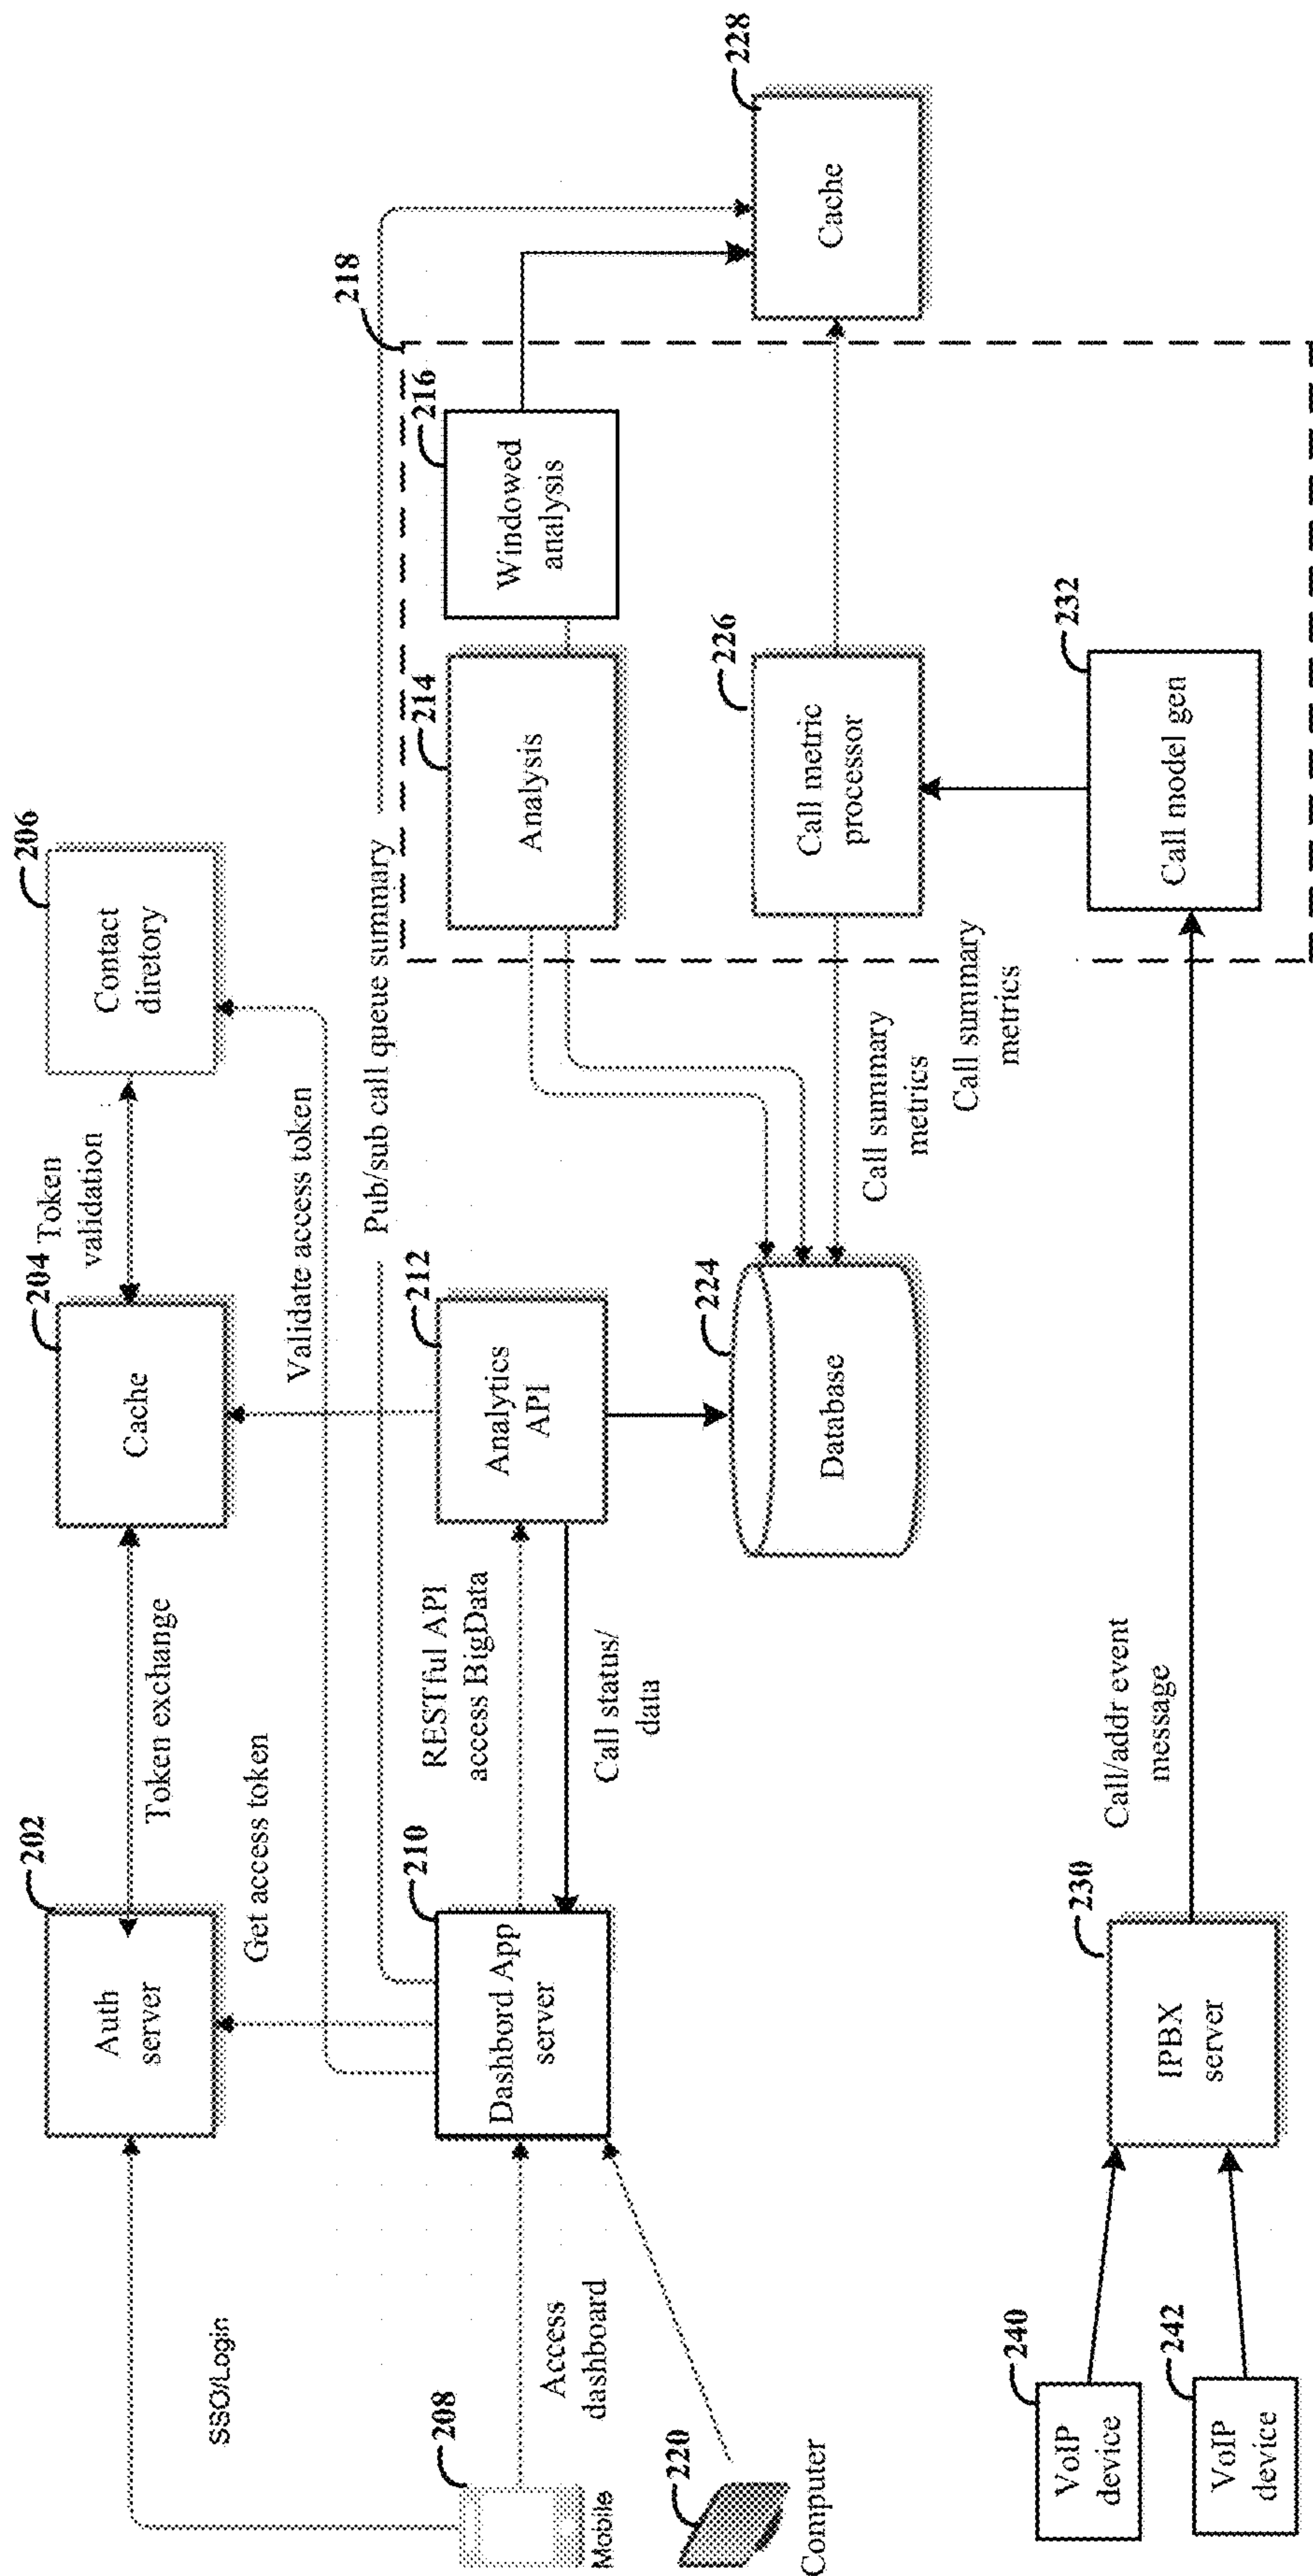 202
Auth
server
Token exchange
204
Cache
Token
validation
206
Contact
diretory
SSO/Login
Get access token
Validate access token
Pub/sub call queue summary
208
Mobile
Access
dashboard
210
Dashbord App
server
RESTful API
access BigData
Call status/
data
212
Analytics
API
214
Analysis
216
Windowed
analysis
218
220
Computer
224
Database
Call summary
metrics
Call summary
metrics
226
Call metric
processor
228
Cache
240
VoIP
device
242
VoIP
device
230
IPBX
server
Call/addr event
message
232
Call model gen